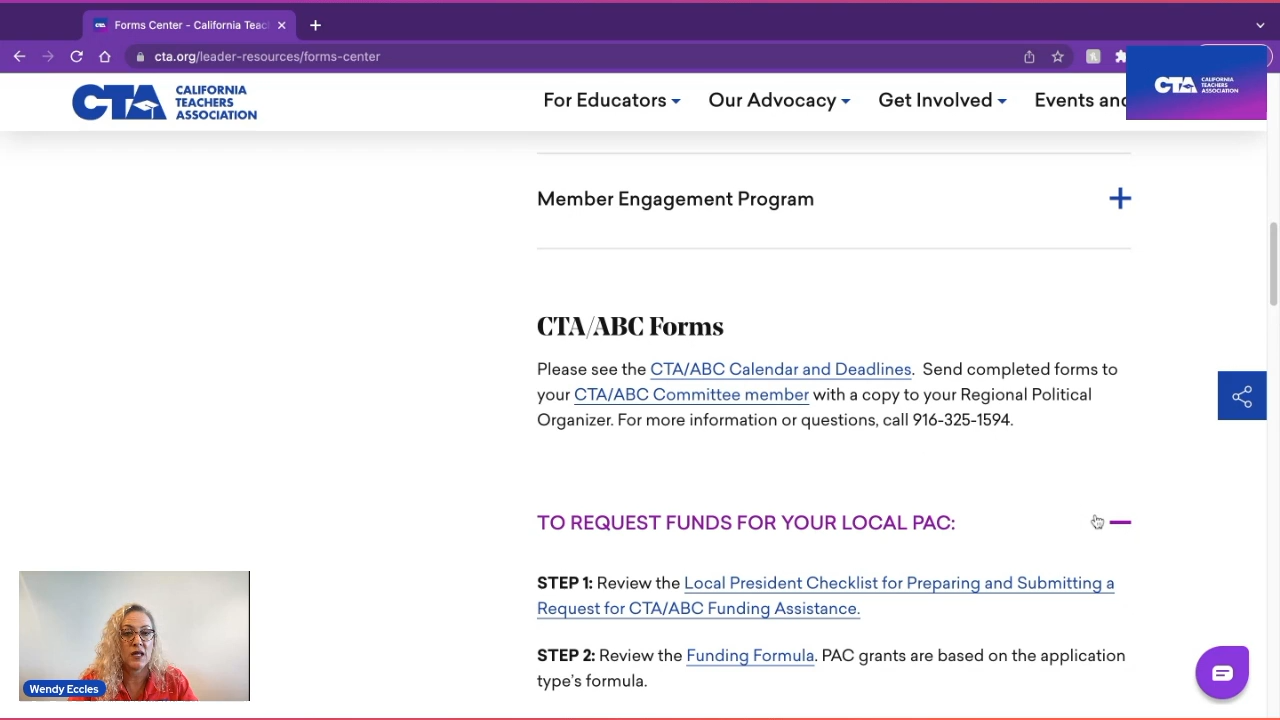 Forms Center - California Teac
cta.org/leader-resources/forms-center
CTA CALIFORNIA
TEACHERS
ASSOCIATION
For Educators
Our Advocacy
Get Involved
Events and
CTA CALIFORNIA
TEACHERS
ASSOCIATION
Member Engagement Program
CTA/ABC Forms
Please see the CTA/ABC Calendar and Deadlines. Send completed forms to
your CTA/ABC Committee member with a copy to your Regional Political
Organizer. For more information or questions, call 916-325-1594.
TO REQUEST FUNDS FOR YOUR LOCAL PAC:
STEP 1: Review the Local President Checklist for Preparing and Submitting a
Request for CTA/ABC Funding Assistance.
STEP 2: Review the Funding Formula. PAC grants are based on the application
type’s formula.
Wendy Eccles